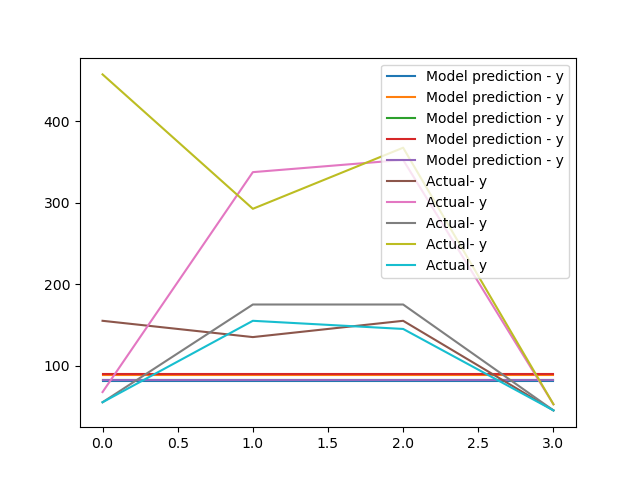 Model prediction - y
Model prediction - y
Model prediction - y
Model prediction - y
Model prediction - y
Actual- y
Actual- y
Actual- y
Actual- y
Actual- y
400
300
200
100
0.0 0.5 1.0 1.5 2.0 2.5 3.0